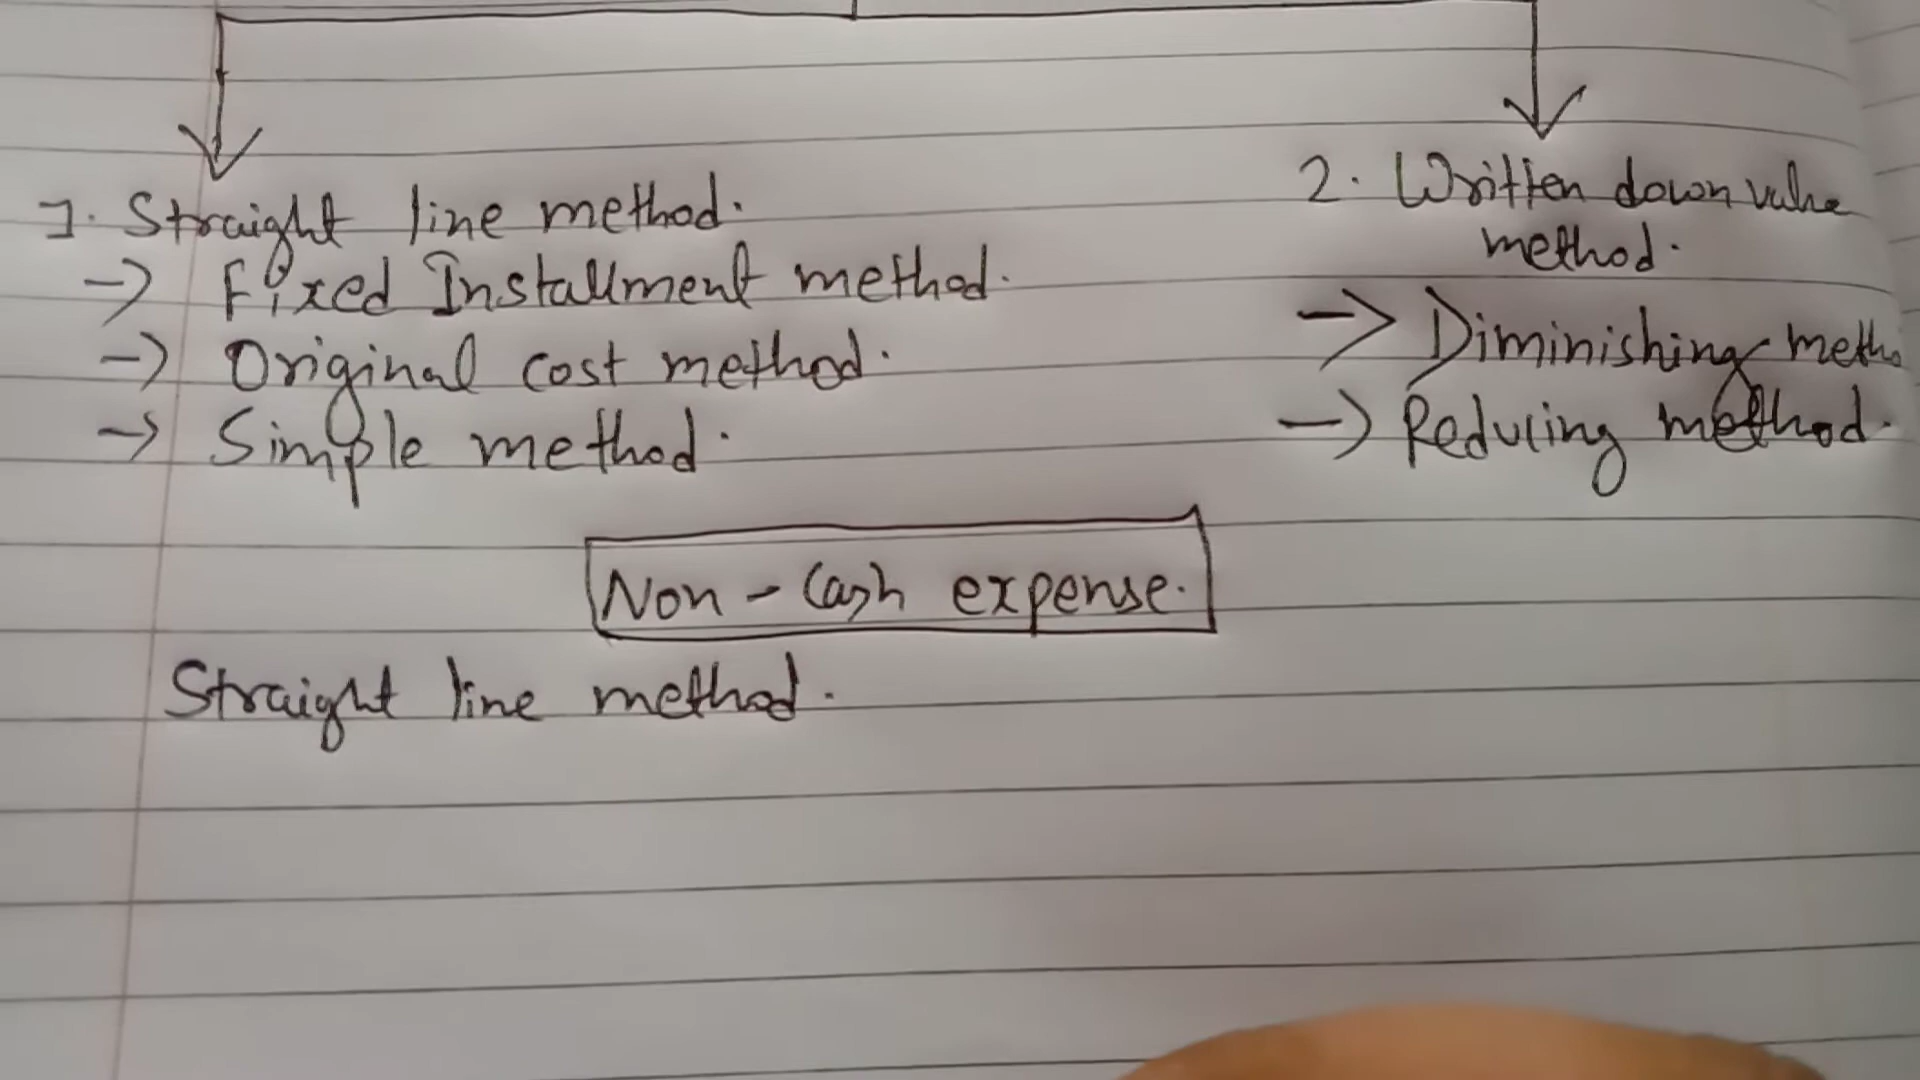 1. Straight line method.
-> Fixed Installment method.
-> Original cost method.
-> Simple method.
2. Written down value
method.
-> Diminishing metho
-> Reducing method.
Non - Cash expense.
Straight line method.